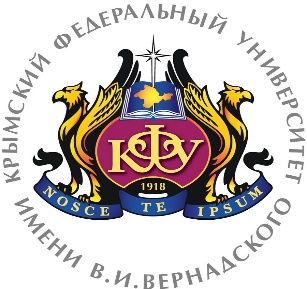 КРЫМСКИЙ ФЕДЕРАЛЬНЫЙ УНИВЕРСИТЕТ
ИМЕНИ В.И.ВЕРНАДСКОГО
КФУ
1918
NOSCE TE IPSUM